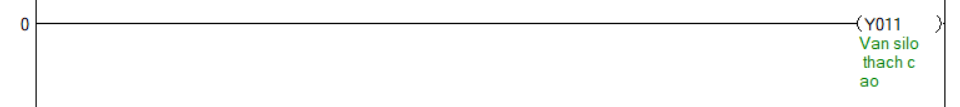 0
(Y011 )
Van silo
thach c
ao